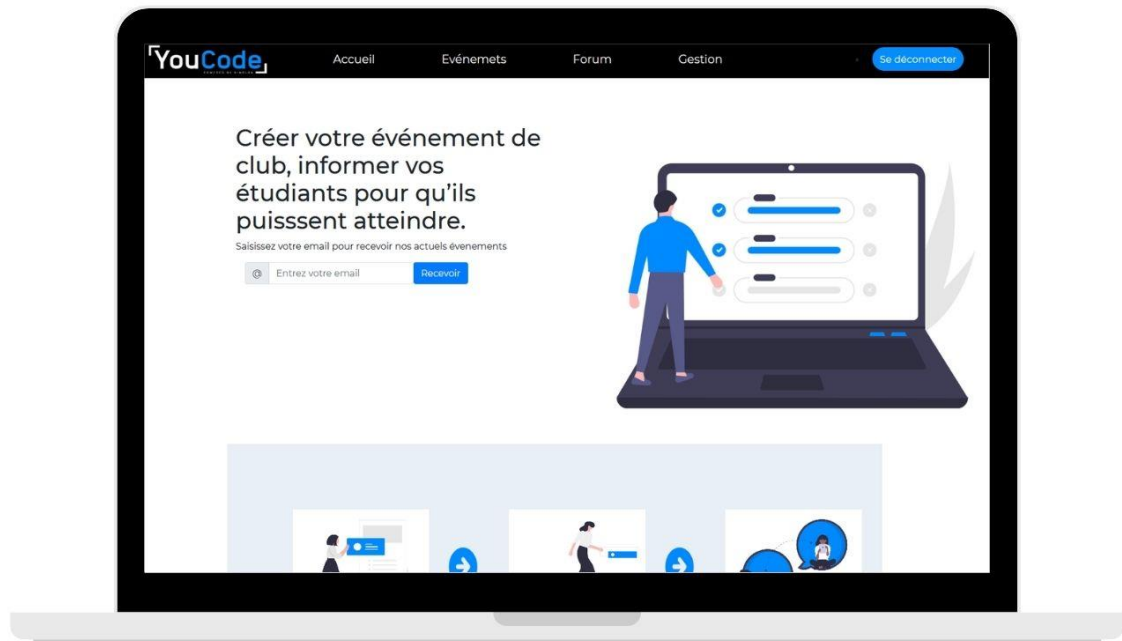 YouCode
Accueil Evénemets Forum Gestion Se déconnecter
Créer votre événement de
club, informer vos
étudiants pour qu'ils
puisssent atteindre.
Saisissez votre email pour recevoir nos actuels évenements
@ Entrez votre email Recevoir